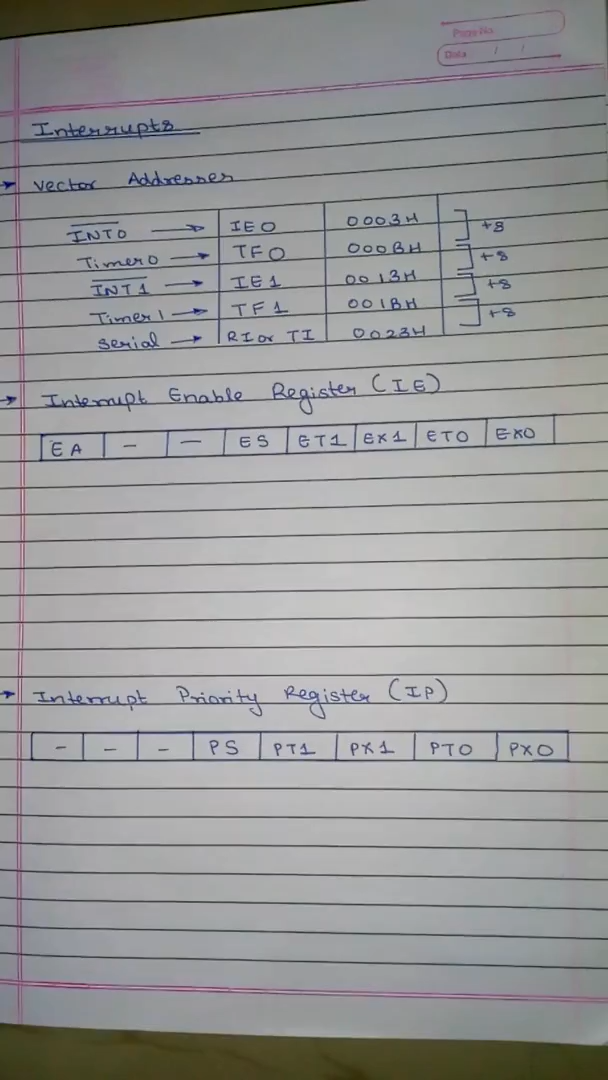 Page No.
Date / /
Interrupts
→ Vector Addresses
INT0 → IE0 0003H
Timer0 → TF0 000BH
INT1 → IE1 0013H
Timer1 → TF1 001BH
Serial → RI or TI 0023H
+8
+8
+8
+8
→ Interrupt Enable Register (IE)
EA - - ES ET1 EX1 ET0 EX0
→ Interrupt Priority Register (IP)
- - - PS PT1 PX1 PT0 PX0